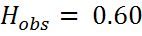 H_obs = 0.60